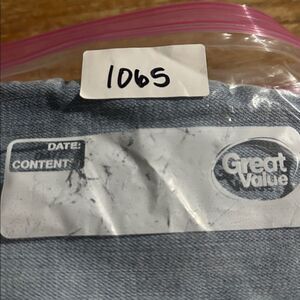 1065
DATE:
CONTENT
Great
Value